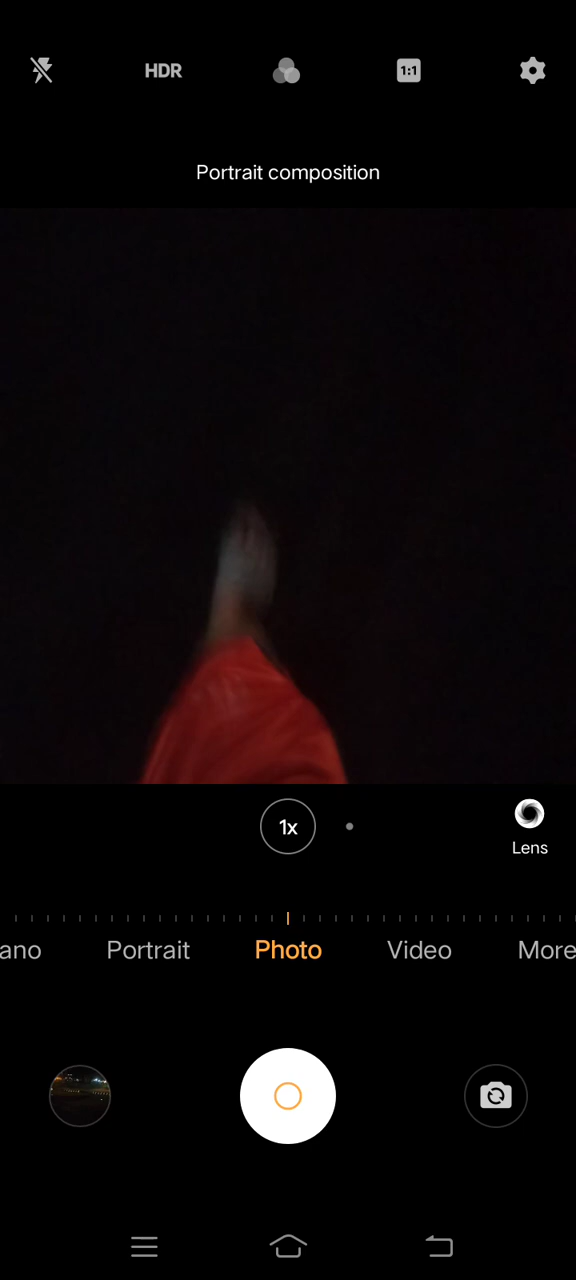 HDR
1:1
Portrait composition
1x
Lens
ano Portrait Photo Video More